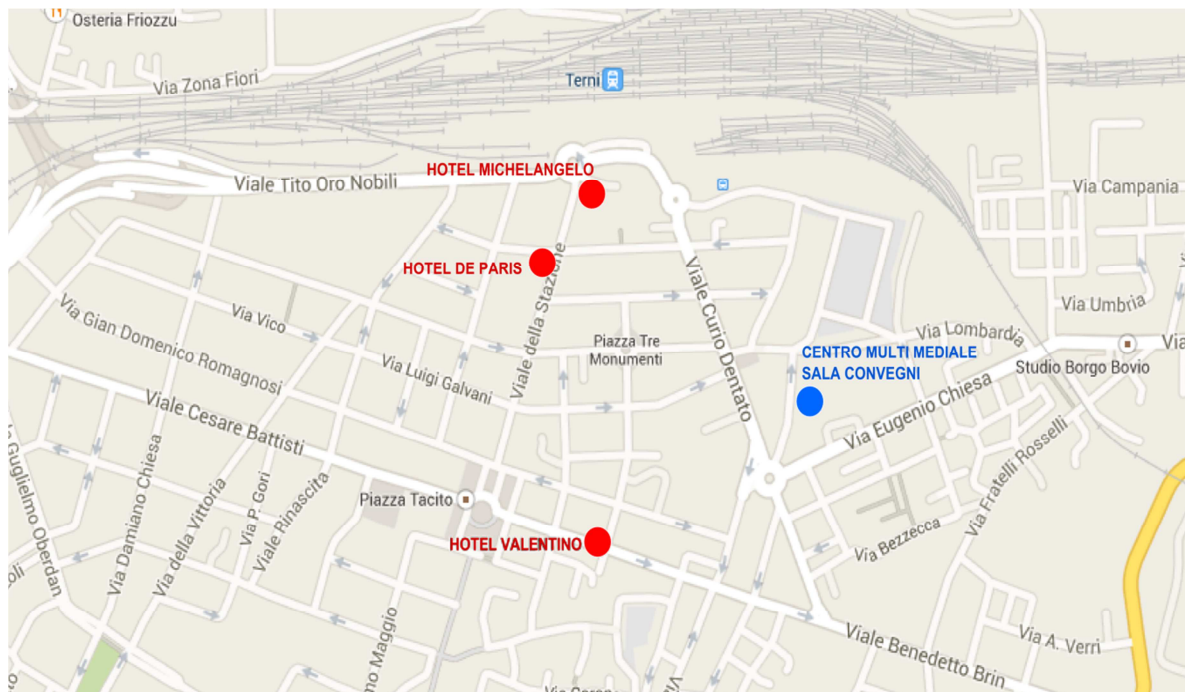 Osteria Friozzu
Via Zona Fiori
Terni
HOTEL MICHELANGELO
Viale Tito Oro Nobili
Via Campania
HOTEL DE PARIS
Viale della Stazione
Viale Curio Dentato
Via Umbria
Via Vico
Via Gian Domenico Romagnosi
Piazza Tre
Monumenti
Via Lombardia
Via
CENTRO MULTI MEDIALE
SALA CONVEGNI
Studio Borgo Bovio
Via Luigi Galvani
Viale Cesare Battisti
Via Eugenio Chiesa
Guglielmo Oberdan
Via Damiano Chiesa
Via della Vittoria
Via P. Gori
Viale Rinascita
Piazza Tacito
Via Fratelli Rosselli
HOTEL VALENTINO
Via Bezzecca
Maggio
Viale Benedetto Brin
Via A. Verri